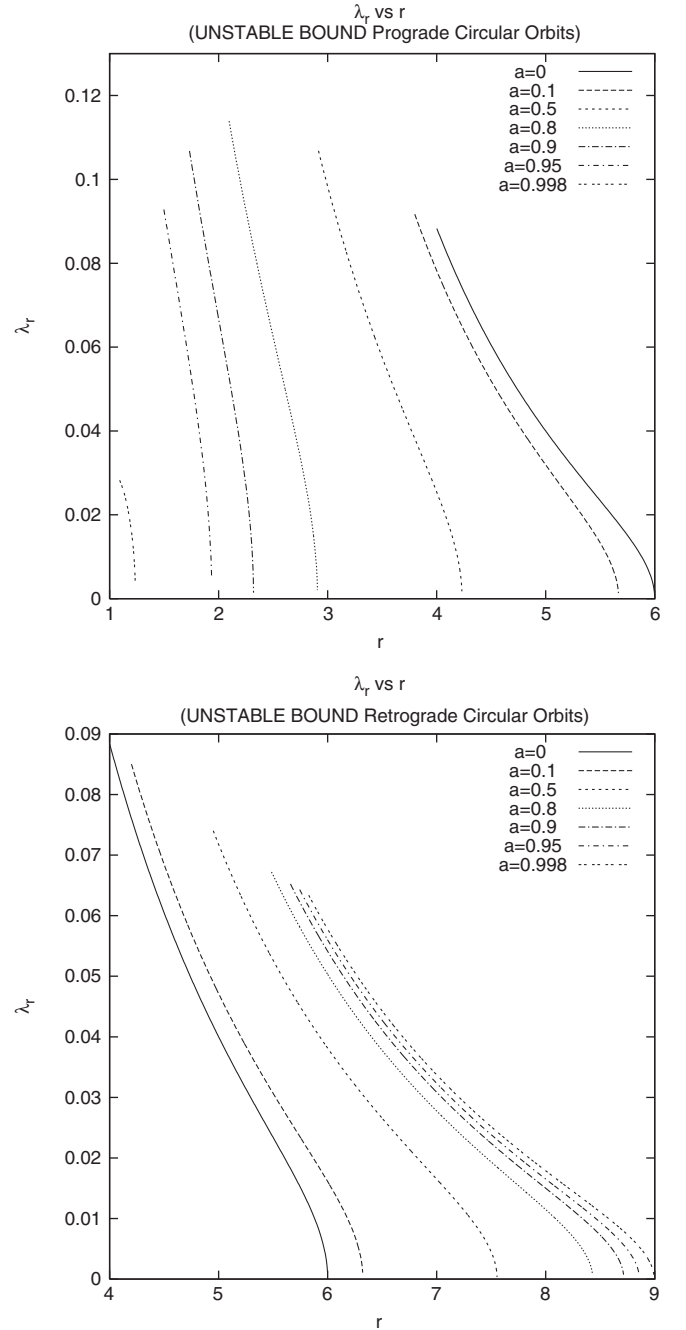 λr vs r
(UNSTABLE BOUND Prograde Circular Orbits)
0.12
0.1
0.08
0.06
0.04
0.02
0
λr
a=0
a=0.1
a=0.5
a=0.8
a=0.9
a=0.95
a=0.998
1 2 3 4 5 6
r
λr vs r
(UNSTABLE BOUND Retrograde Circular Orbits)
0.09
0.08
0.07
0.06
0.05
0.04
0.03
0.02
0.01
0
λr
a=0
a=0.1
a=0.5
a=0.8
a=0.9
a=0.95
a=0.998
4 5 6 7 8 9
r